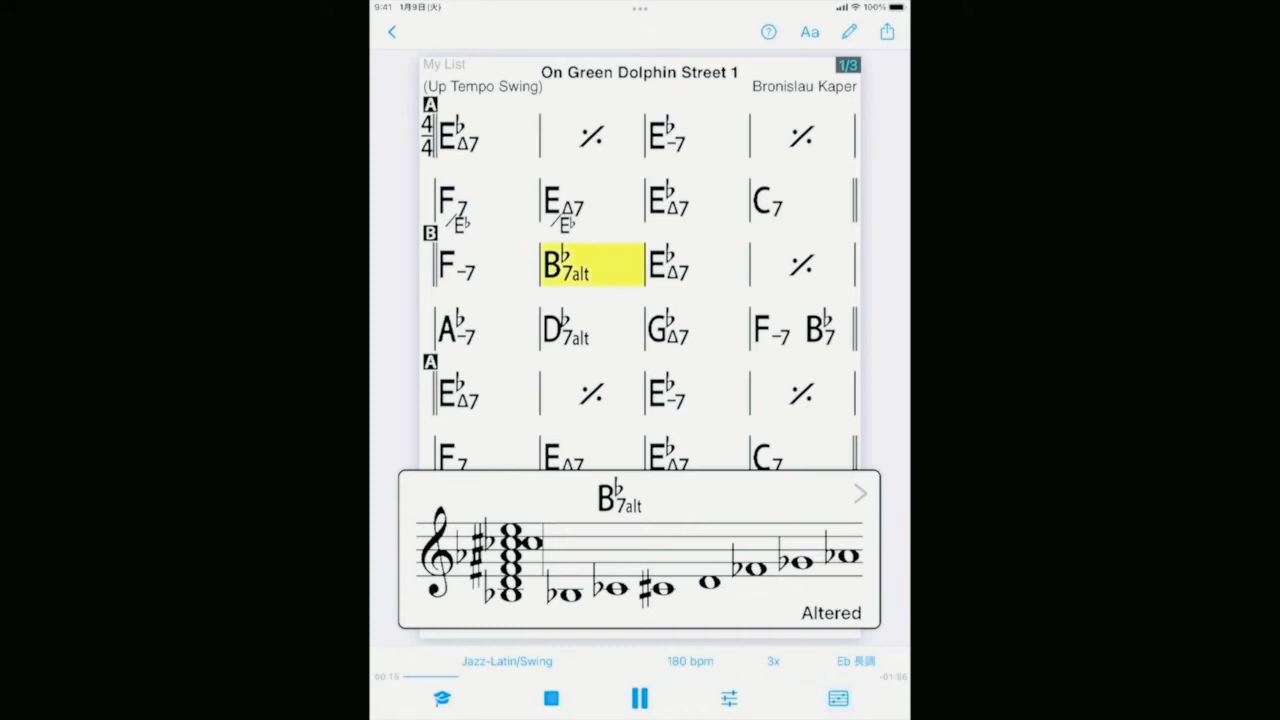 9:41 1月9日(火) 100%
Aa
My List
On Green Dolphin Street 1
1/3
(Up Tempo Swing) Bronislau Kaper
A
4/4 E♭Δ7 | 𝄎 | E♭-7 | 𝄎
F7/E♭ | EΔ7/E♭ | E♭Δ7 | C7
B
F-7 | B♭7alt | E♭Δ7 | 𝄎
A♭-7 | D♭7alt | G♭Δ7 | F-7 B♭7
A
E♭Δ7 | 𝄎 | E♭-7 | 𝄎
F7 | EΔ7 | E♭Δ7 | C7
B♭7alt
Altered
Jazz-Latin/Swing 180 bpm 3x Eb 長調
00:15 -01:56